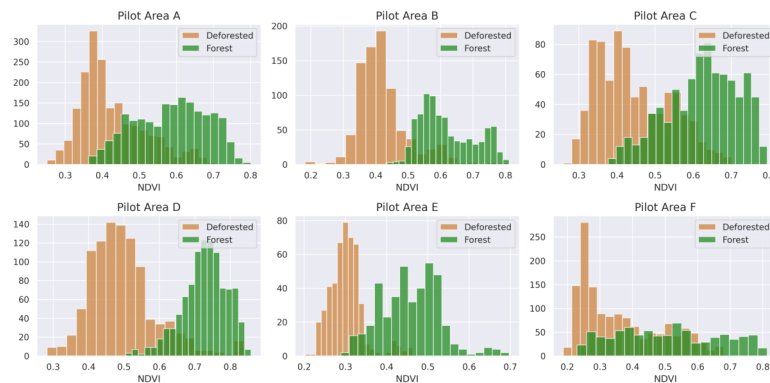 Pilot Area A
300
250
200
150
100
50
0
0.3 0.4 0.5 0.6 0.7 0.8
NDVI
Deforested
Forest
Pilot Area B
200
150
100
50
0
0.2 0.3 0.4 0.5 0.6 0.7 0.8
NDVI
Deforested
Forest
Pilot Area C
80
60
40
20
0
0.3 0.4 0.5 0.6 0.7
NDVI
Deforested
Forest
Pilot Area D
140
120
100
80
60
40
20
0
0.3 0.4 0.5 0.6 0.7 0.8
NDVI
Deforested
Forest
Pilot Area E
80
60
40
20
0
0.2 0.3 0.4 0.5 0.6 0.7
NDVI
Deforested
Forest
Pilot Area F
250
200
150
100
50
0
0.2 0.3 0.4 0.5 0.6 0.7 0.8
NDVI
Deforested
Forest